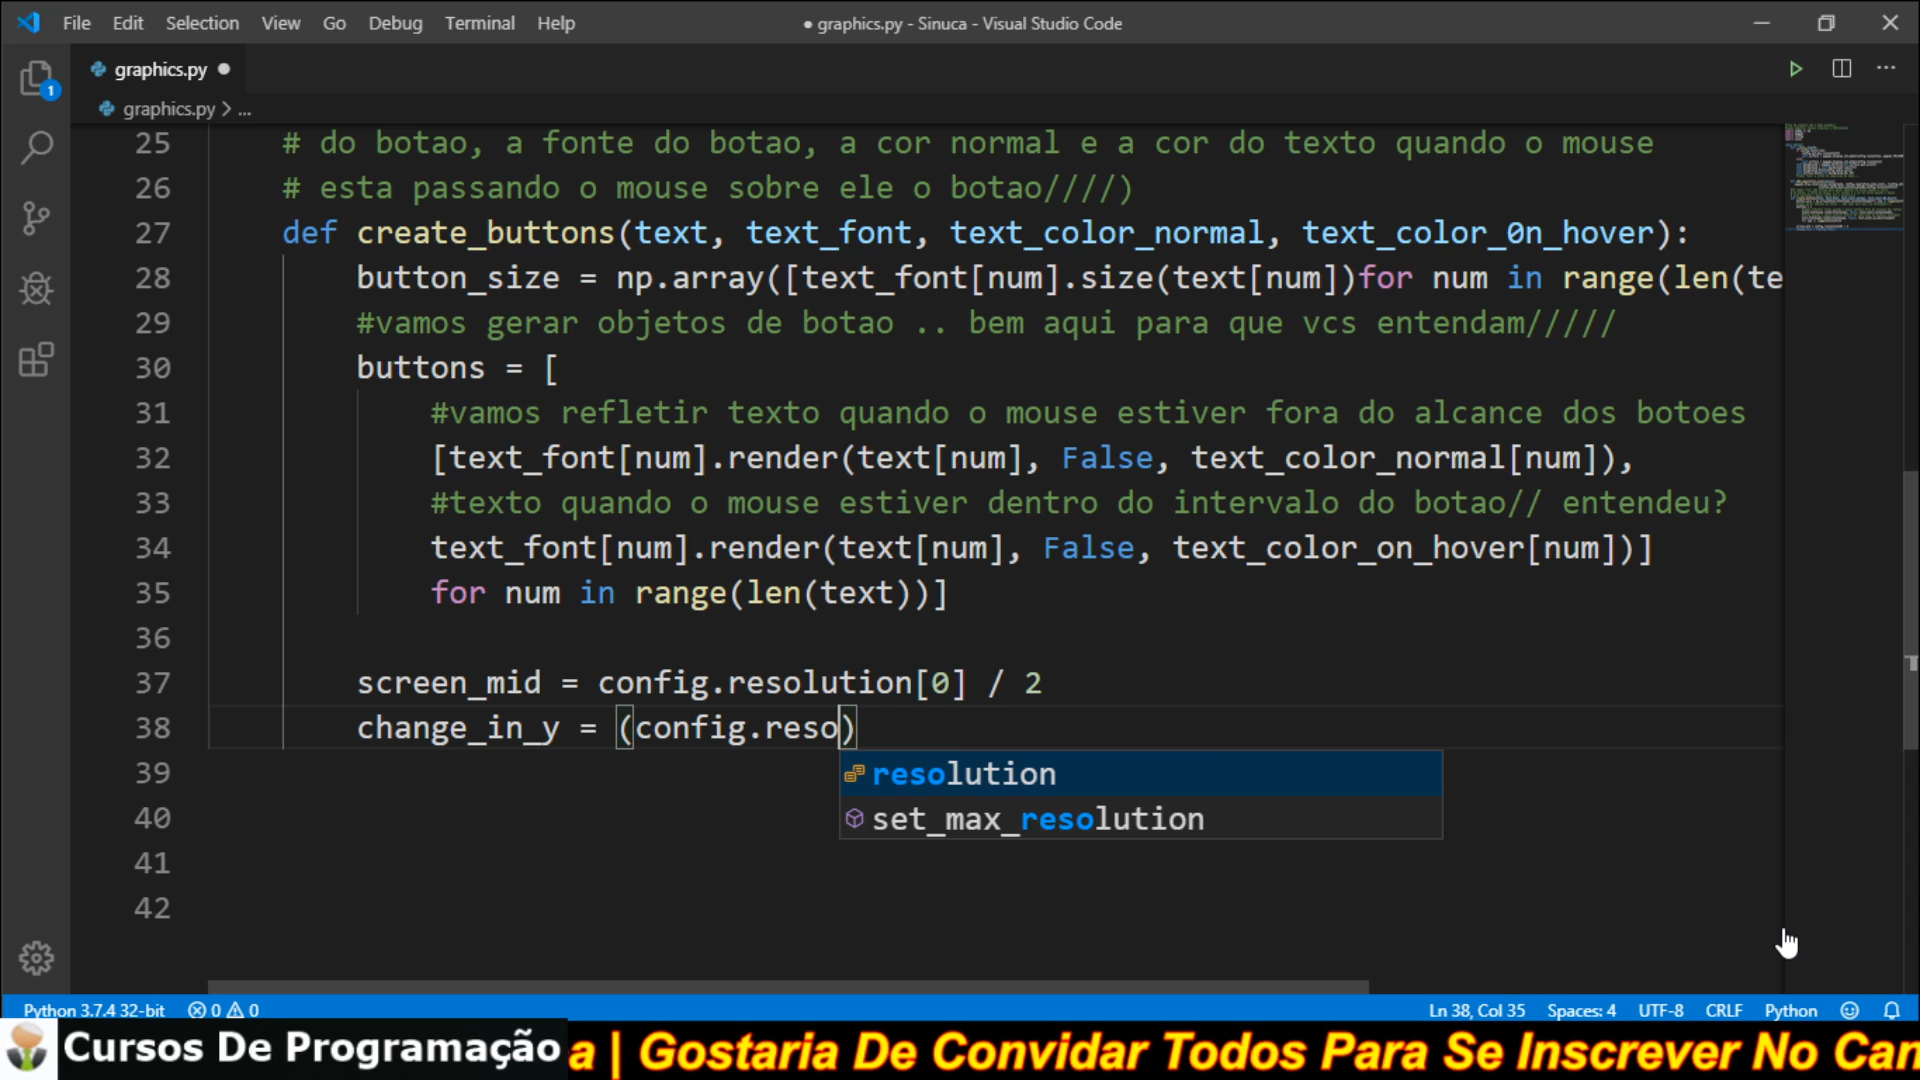 File Edit Selection View Go Debug Terminal Help ● graphics.py - Sinuca - Visual Studio Code
graphics.py ●
graphics.py > ...
1
25 # do botao, a fonte do botao, a cor normal e a cor do texto quando o mouse
26 # esta passando o mouse sobre ele o botao////)
27 def create_buttons(text, text_font, text_color_normal, text_color_0n_hover):
28 button_size = np.array([text_font[num].size(text[num])for num in range(len(te
29 #vamos gerar objetos de botao .. bem aqui para que vcs entendam/////
30 buttons = [
31 #vamos refletir texto quando o mouse estiver fora do alcance dos botoes
32 [text_font[num].render(text[num], False, text_color_normal[num]),
33 #texto quando o mouse estiver dentro do intervalo do botao// entendeu?
34 text_font[num].render(text[num], False, text_color_on_hover[num])]
35 for num in range(len(text))]
36
37 screen_mid = config.resolution[0] / 2
38 change_in_y = (config.reso)
39 resolution
40 set_max_resolution
41
42
Python 3.7.4 32-bit 0 0 Ln 38, Col 35 Spaces: 4 UTF-8 CRLF Python
Cursos De Programação a | Gostaria De Convidar Todos Para Se Inscrever No Can